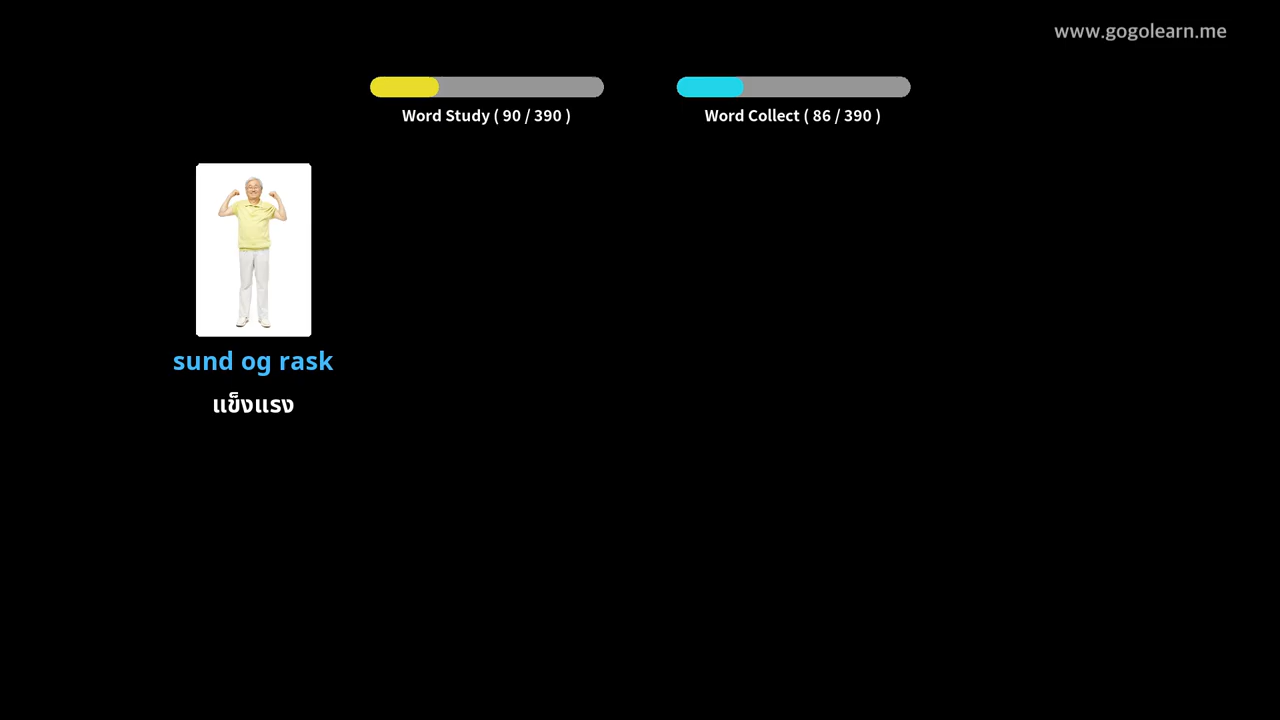 www.gogolearn.me
Word Study ( 90 / 390 )
Word Collect ( 86 / 390 )
sund og rask
แข็งแรง